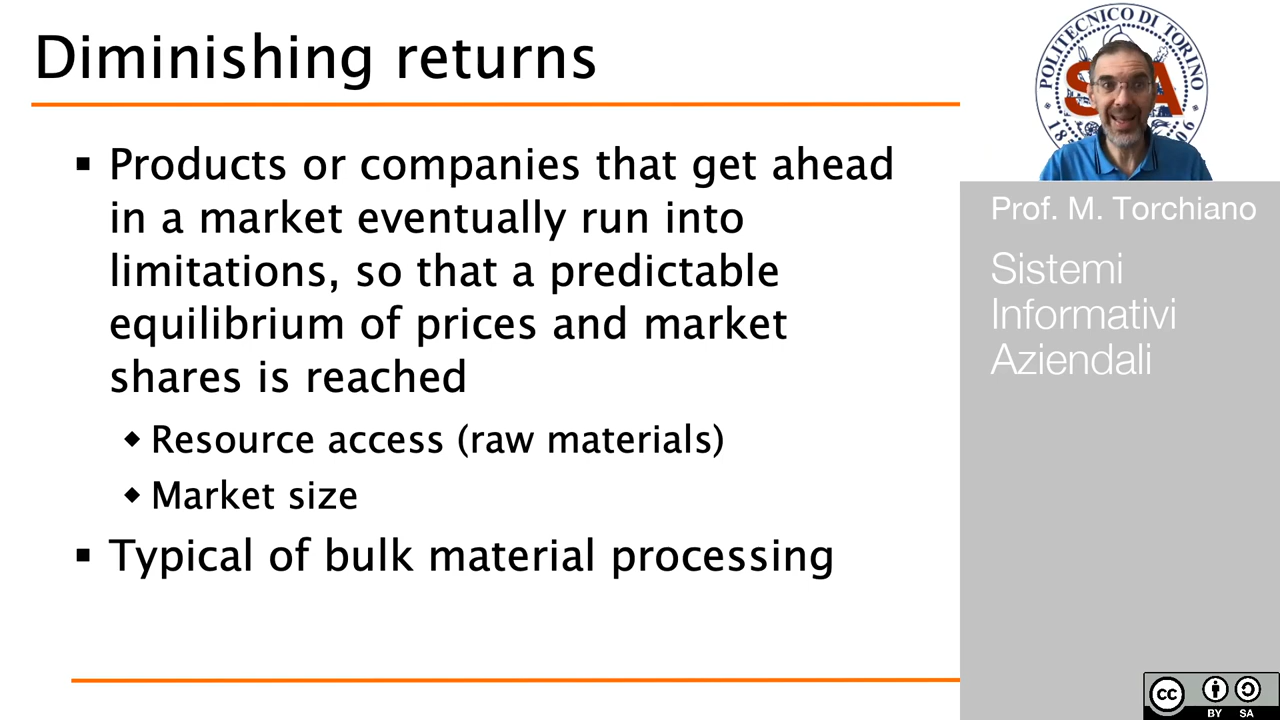 Diminishing returns
▪ Products or companies that get ahead
in a market eventually run into
limitations, so that a predictable
equilibrium of prices and market
shares is reached
◆ Resource access (raw materials)
◆ Market size
▪ Typical of bulk material processing
POLITECNICO DI TORINO
Prof. M. Torchiano
Sistemi
Informativi
Aziendali
cc
BY SA